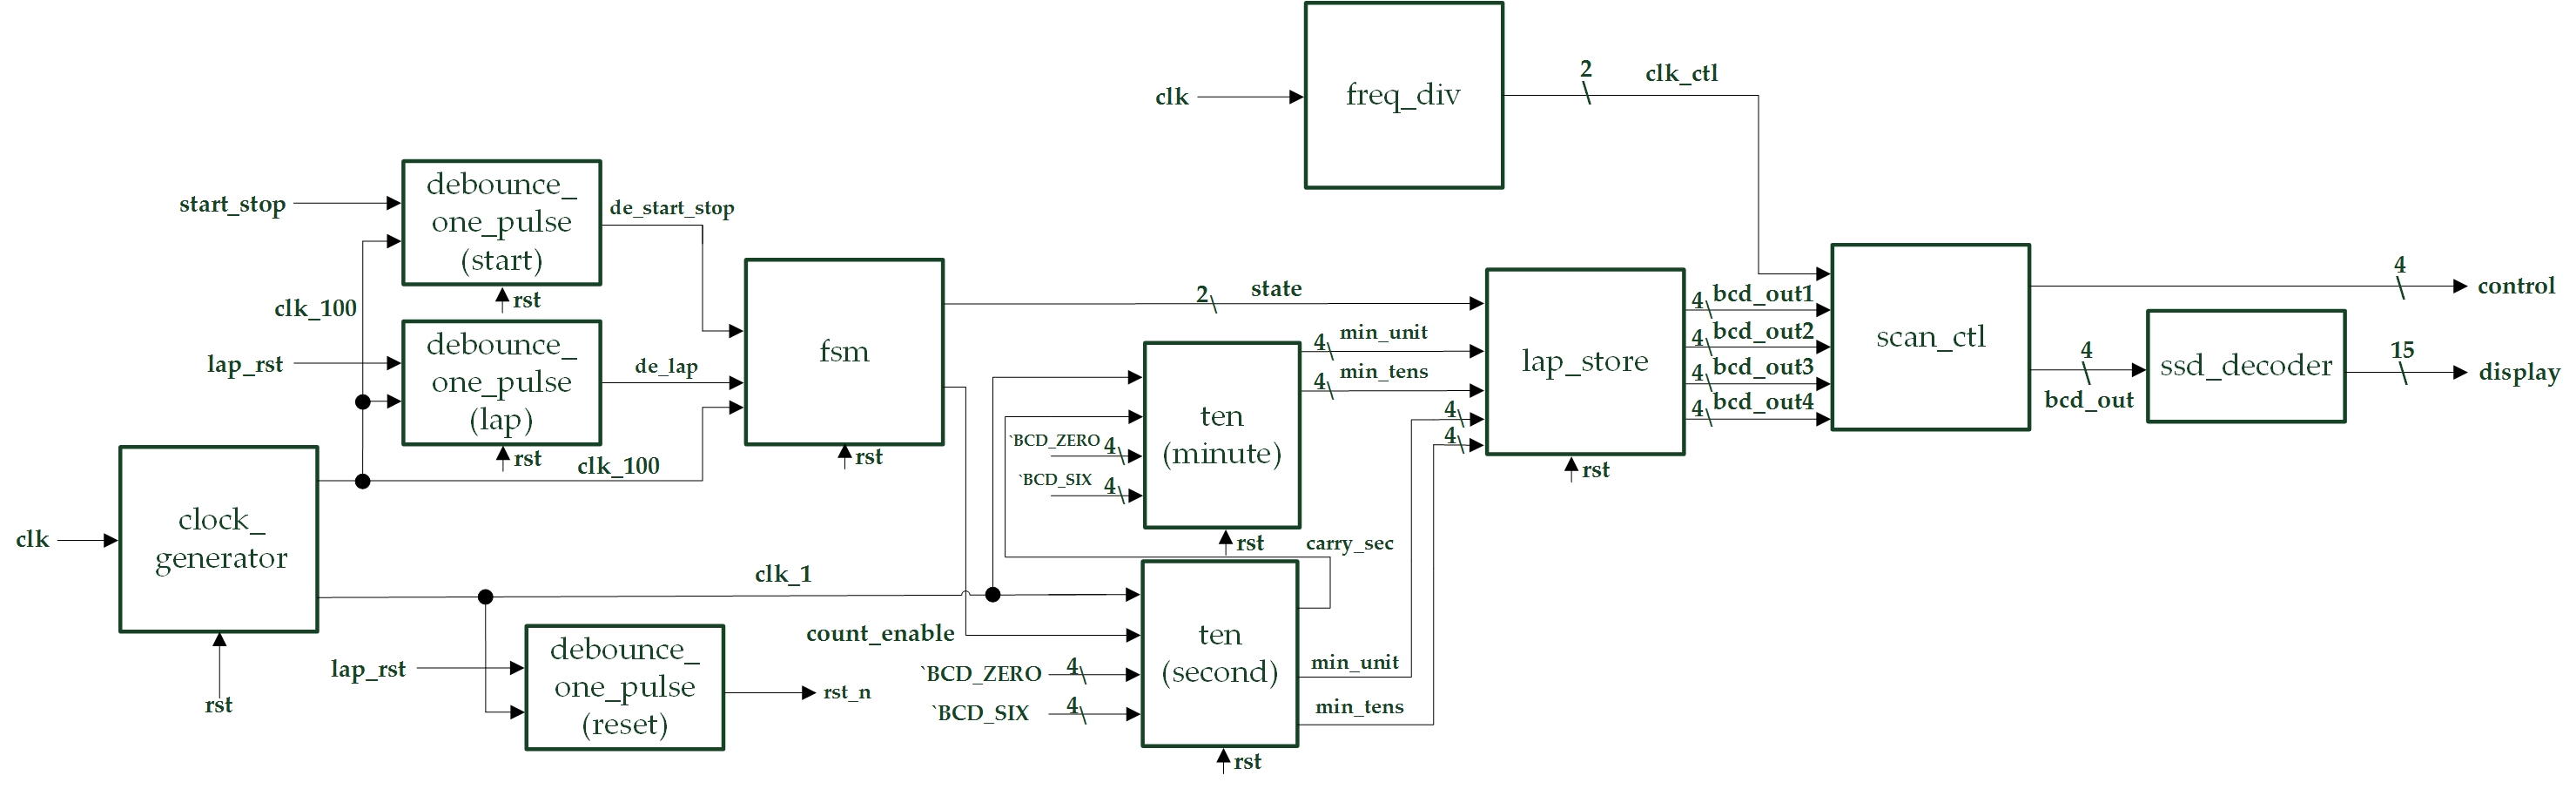 clk
freq_div
2
clk_ctl
start_stop
debounce_
one_pulse
(start)
rst
de_start_stop
clk_100
lap_rst
debounce_
one_pulse
(lap)
rst
de_lap
clk_100
fsm
rst
clk
clock_
generator
rst
clk_1
lap_rst
debounce_
one_pulse
(reset)
rst_n
count_enable
2
state
`BCD_ZERO
4
`BCD_SIX
4
ten
(minute)
rst
4
min_unit
4
min_tens
carry_sec
`BCD_ZERO
4
`BCD_SIX
4
ten
(second)
rst
min_unit
min_tens
4
4
lap_store
rst
4
bcd_out1
4
bcd_out2
4
bcd_out3
4
bcd_out4
scan_ctl
4
control
4
bcd_out
ssd_decoder
15
display